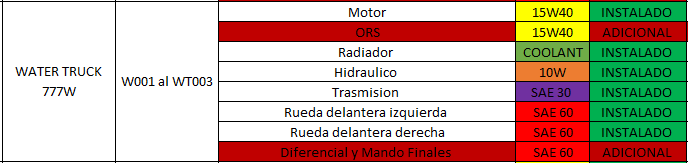 Motor 15W40 INSTALADO
ORS 15W40 ADICIONAL
Radiador COOLANT INSTALADO
WATER TRUCK 777W W001 al WT003 Hidraulico 10W INSTALADO
Trasmision SAE 30 INSTALADO
Rueda delantera izquierda SAE 60 INSTALADO
Rueda delantera derecha SAE 60 INSTALADO
Diferencial y Mando Finales SAE 60 ADICIONAL